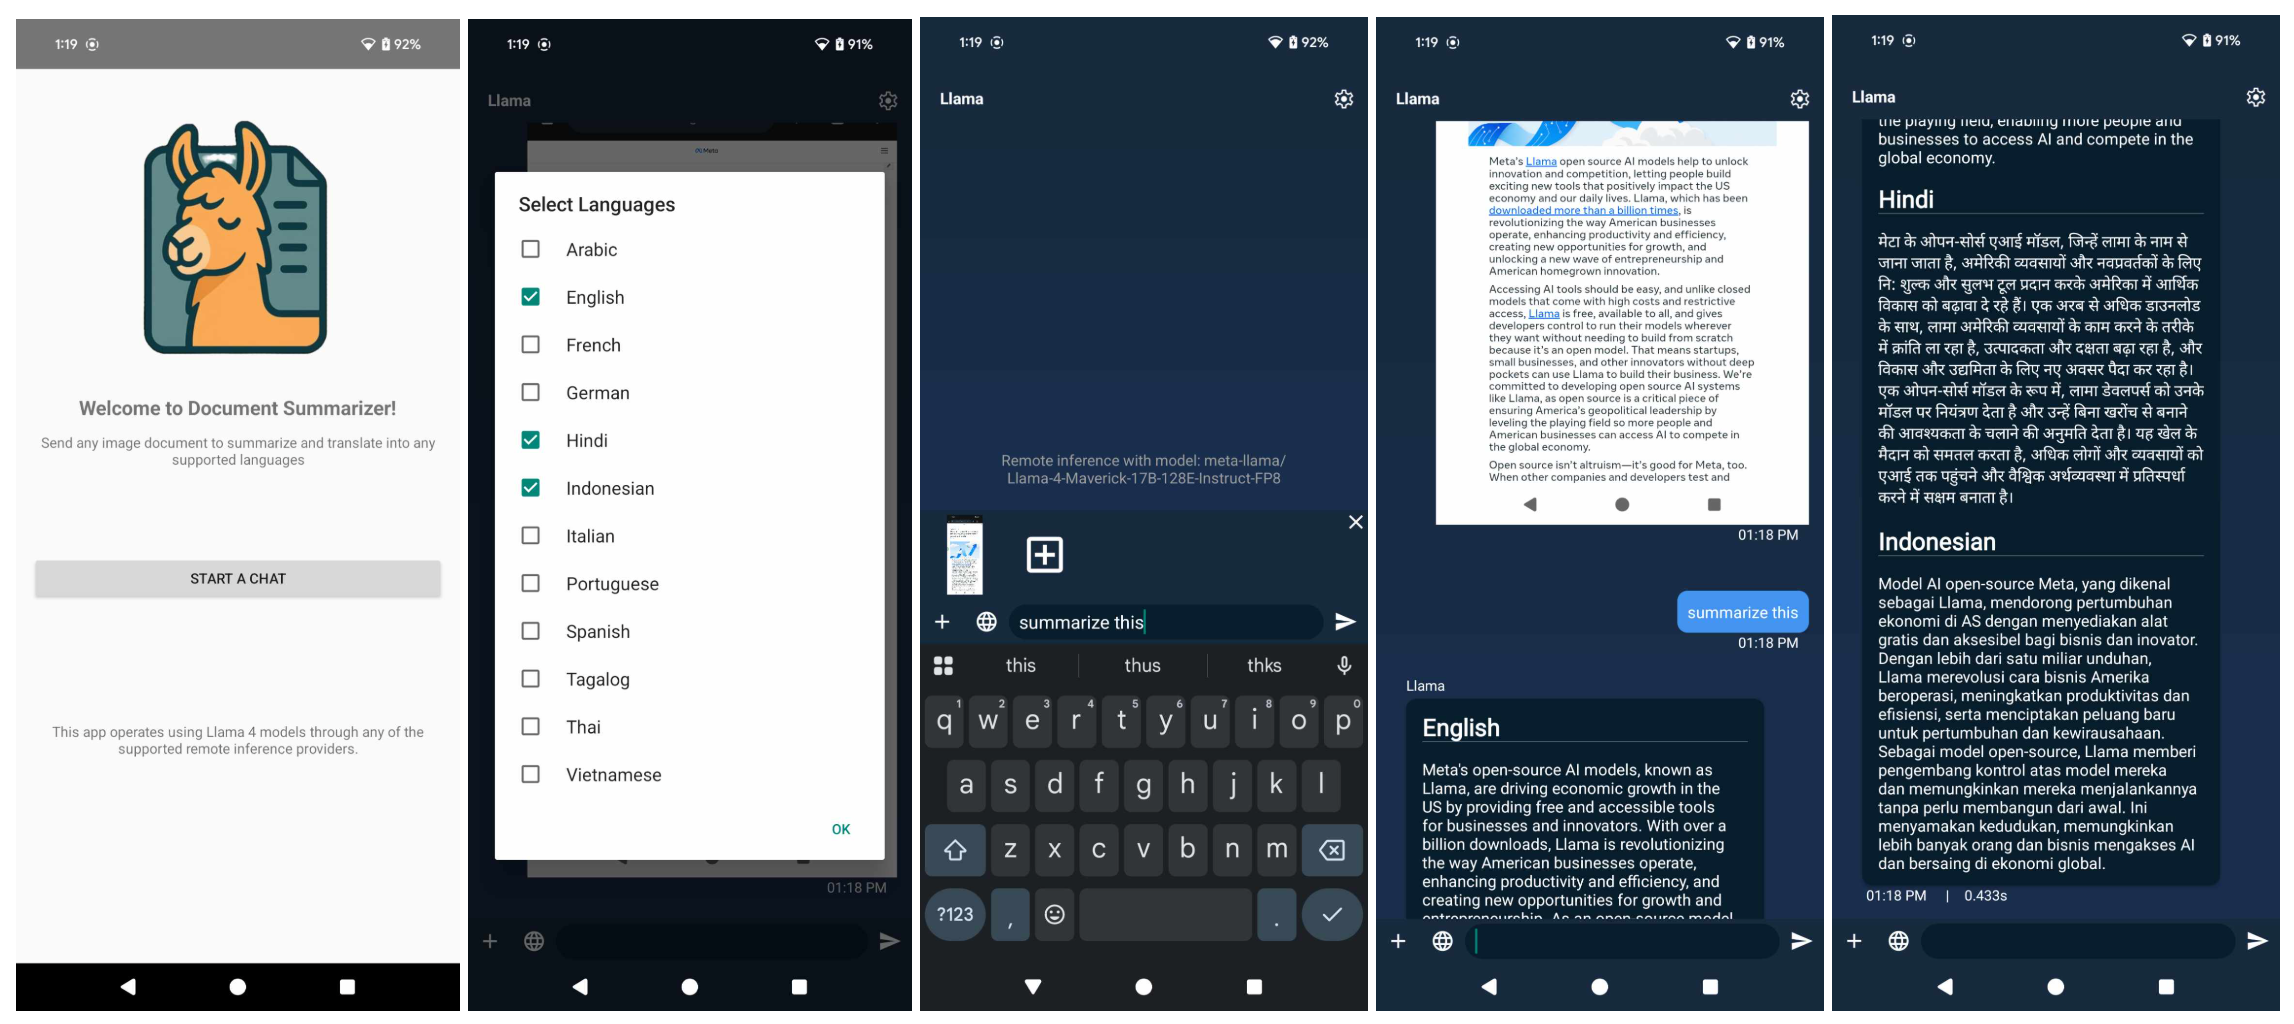 1:19
92%
Welcome to Document Summarizer!
Send any image document to summarize and translate into any
supported languages
START A CHAT
This app operates using Llama 4 models through any of the
supported remote inference providers.
1:19
91%
Llama
Meta
Select Languages
Arabic
English
French
German
Hindi
Indonesian
Italian
Portuguese
Spanish
Tagalog
Thai
Vietnamese
OK
01:18 PM
1:19
92%
Llama
Remote inference with model: meta-llama/
Llama-4-Maverick-17B-128E-Instruct-FP8
summarize this
this thus thks
q1 w2 e3 r4 t5 y6 u7 i8 o9 p0
a s d f g h j k l
z x c v b n m
?123 , .
1:19
91%
Llama
Meta's Llama open source AI models help to unlock
innovation and competition, letting people build
exciting new tools that positively impact the US
economy and our daily lives. Llama, which has been
downloaded more than a billion times, is
revolutionizing the way American businesses
operate, enhancing productivity and efficiency,
creating new opportunities for growth, and
unlocking a new wave of entrepreneurship and
American homegrown innovation.
Accessing AI tools should be easy, and unlike closed
models that come with high costs and restrictive
access, Llama is free, available to all, and gives
developers control to run their models wherever
they want without needing to build from scratch
because it's an open model. That means startups,
small businesses, and other innovators without deep
pockets can use Llama to build their business. We're
committed to developing open source AI systems
like Llama, as open source is a critical piece of
ensuring America's geopolitical leadership by
leveling the playing field so more people and
American businesses can access AI to compete in
the global economy.
Open source isn't altruism—it's good for Meta, too.
When other companies and developers test and
01:18 PM
summarize this
01:18 PM
Llama
English
Meta's open-source AI models, known as
Llama, are driving economic growth in the
US by providing free and accessible tools
for businesses and innovators. With over a
billion downloads, Llama is revolutionizing
the way American businesses operate,
enhancing productivity and efficiency, and
creating new opportunities for growth and
entrepreneurship. As an open-source model
1:19
91%
Llama
the playing field, enabling more people and
businesses to access AI and compete in the
global economy.
Hindi
मेटा के ओपन-सोर्स एआई मॉडल, जिन्हें लामा के नाम से
जाना जाता है, अमेरिकी व्यवसायों और नवप्रवर्तकों के लिए
नि: शुल्क और सुलभ टूल प्रदान करके अमेरिका में आर्थिक
विकास को बढ़ावा दे रहे हैं। एक अरब से अधिक डाउनलोड
के साथ, लामा अमेरिकी व्यवसायों के काम करने के तरीके
में क्रांति ला रहा है, उत्पादकता और दक्षता बढ़ा रहा है, और
विकास और उद्यमिता के लिए नए अवसर पैदा कर रहा है।
एक ओपन-सोर्स मॉडल के रूप में, लामा डेवलपर्स को उनके
मॉडल पर नियंत्रण देता है और उन्हें बिना खरोंच से बनाने
की आवश्यकता के चलाने की अनुमति देता है। यह खेल के
मैदान को समतल करता है, अधिक लोगों और व्यवसायों को
एआई तक पहुंचने और वैश्विक अर्थव्यवस्था में प्रतिस्पर्धा
करने में सक्षम बनाता है।
Indonesian
Model AI open-source Meta, yang dikenal
sebagai Llama, mendorong pertumbuhan
ekonomi di AS dengan menyediakan alat
gratis dan aksesibel bagi bisnis dan inovator.
Dengan lebih dari satu miliar unduhan,
Llama merevolusi cara bisnis Amerika
beroperasi, meningkatkan produktivitas dan
efisiensi, serta menciptakan peluang baru
untuk pertumbuhan dan kewirausahaan.
Sebagai model open-source, Llama memberi
pengembang kontrol atas model mereka
dan memungkinkan mereka menjalankannya
tanpa perlu membangun dari awal. Ini
menyamakan kedudukan, memungkinkan
lebih banyak orang dan bisnis mengakses AI
dan bersaing di ekonomi global.
01:18 PM | 0.433s